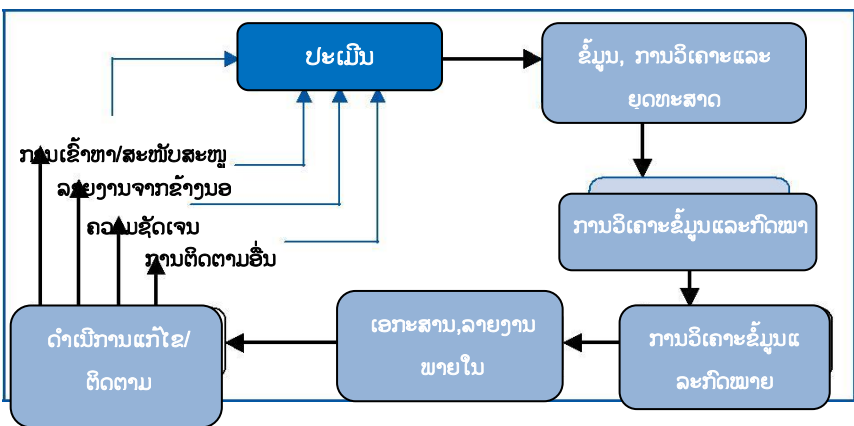 ປະເມີນ
ຂໍ້ມູນ, ການວິເຄາະແລະ
ຍຸດທະສາດ
ການເຂົ້າຫາ/ສະໜັບສະໜູ
ລາຍງານຈາກຂ້າງນອ
ຄວາມຊັດເຈນ
ການຕິດຕາມອື່ນ
ການວິເຄາະຂໍ້ມູນແລະກົດໝາ
ດຳເນີການແກ້ໄຂ/
ຕິດຕາມ
ເອກະສານ,ລາຍງານ
ພາຍໃນ
ການວິເຄາະຂໍ້ມູນແ
ລະກົດໝາຍ